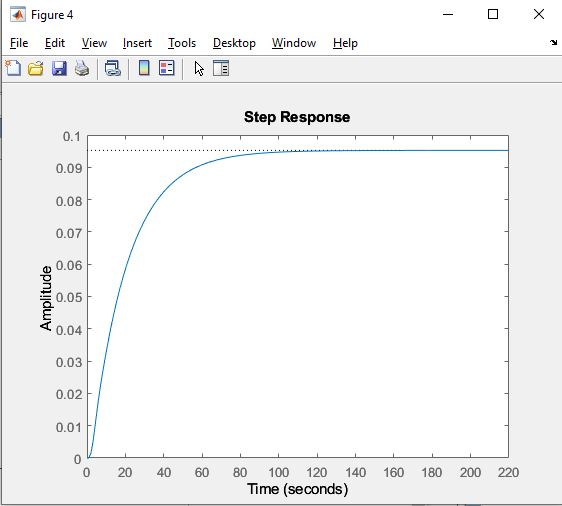 Figure 4
File Edit View Insert Tools Desktop Window Help
Step Response
0.1
0.09
0.08
0.07
0.06
0.05
0.04
0.03
0.02
0.01
0
Amplitude
0 20 40 60 80 100 120 140 160 180 200 220
Time (seconds)